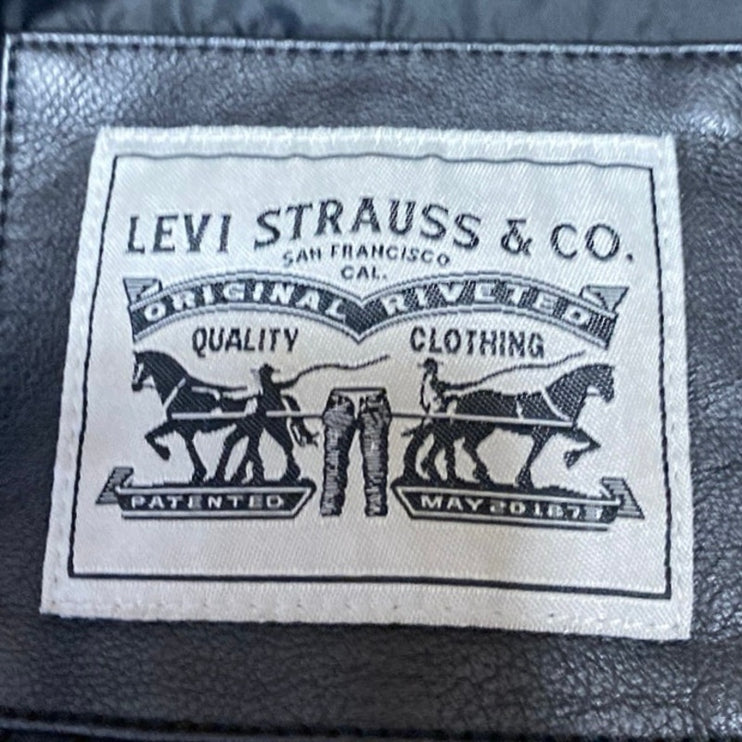 LEVI STRAUSS & CO.
SAN FRANCISCO
CAL.
ORIGINAL RIVETED
QUALITY CLOTHING
PATENTED MAY 20 1873